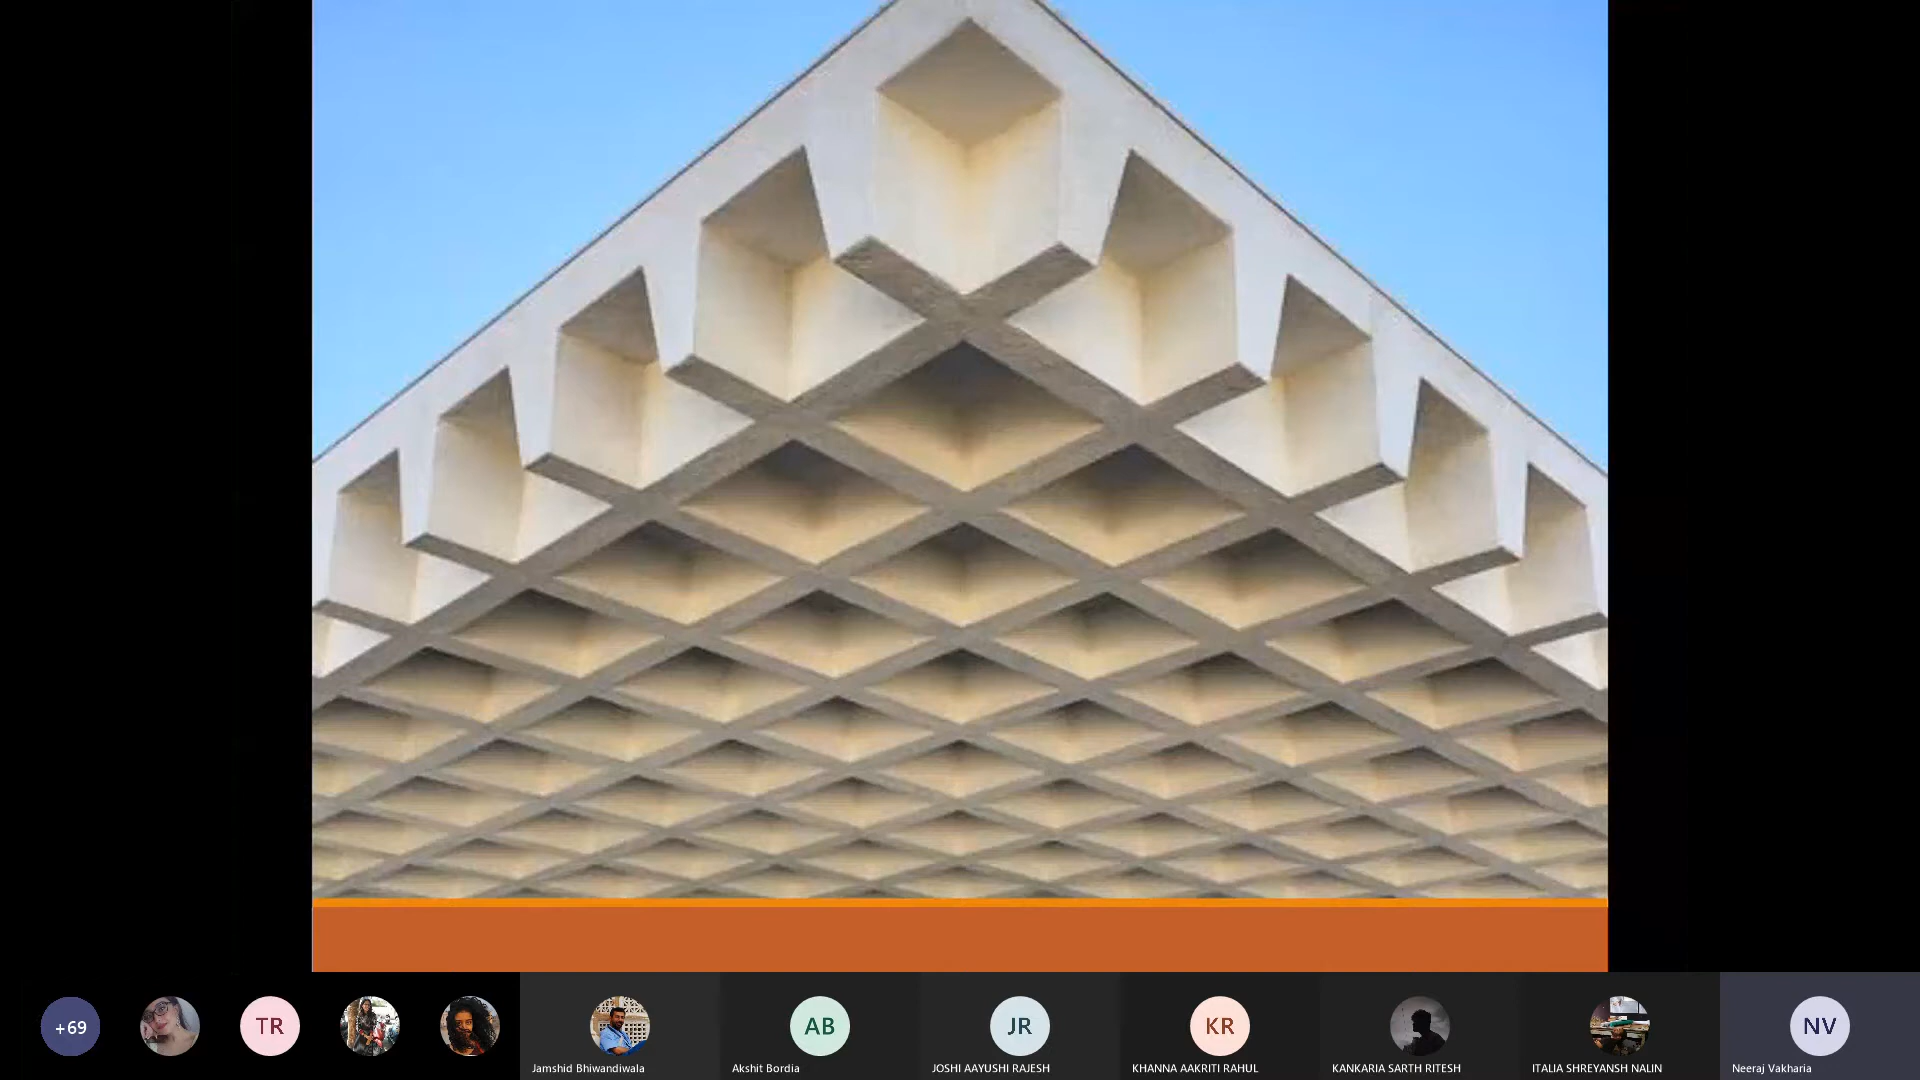 +69
TR
AB
JR
KR
NV
Jamshid Bhiwandiwala
Akshit Bordia
JOSHI AAYUSHI RAJESH
KHANNA AAKRITI RAHUL
KANKARIA SARTH RITESH
ITALIA SHREYANSH NALIN
Neeraj Vakharia